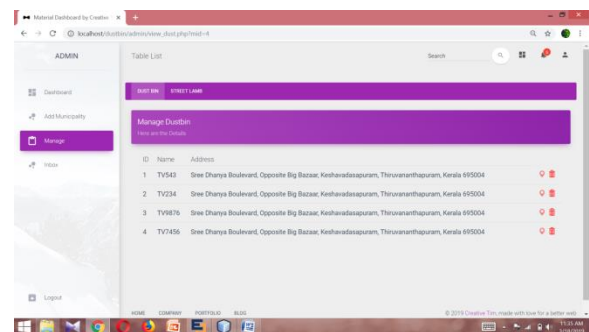 Material Dashboard by Creative
localhost/dustbin/admin/view_dust.php?mid=4
ADMIN
Table List
Search
Dashboard
DUST BIN STREET LAMB
Add Municipality
Manage Dustbin
Here are the Details
Manage
Inbox
ID Name Address
1 TV543 Sree Dhanya Boulevard, Opposite Big Bazaar, Keshavadasapuram, Thiruvananthapuram, Kerala 695004
2 TV234 Sree Dhanya Boulevard, Opposite Big Bazaar, Keshavadasapuram, Thiruvananthapuram, Kerala 695004
3 TV9876 Sree Dhanya Boulevard, Opposite Big Bazaar, Keshavadasapuram, Thiruvananthapuram, Kerala 695004
4 TV7456 Sree Dhanya Boulevard, Opposite Big Bazaar, Keshavadasapuram, Thiruvananthapuram, Kerala 695004
Logout
HOME COMPANY PORTFOLIO BLOG
© 2019 Creative Tim, made with love for a better web.
11:35 AM